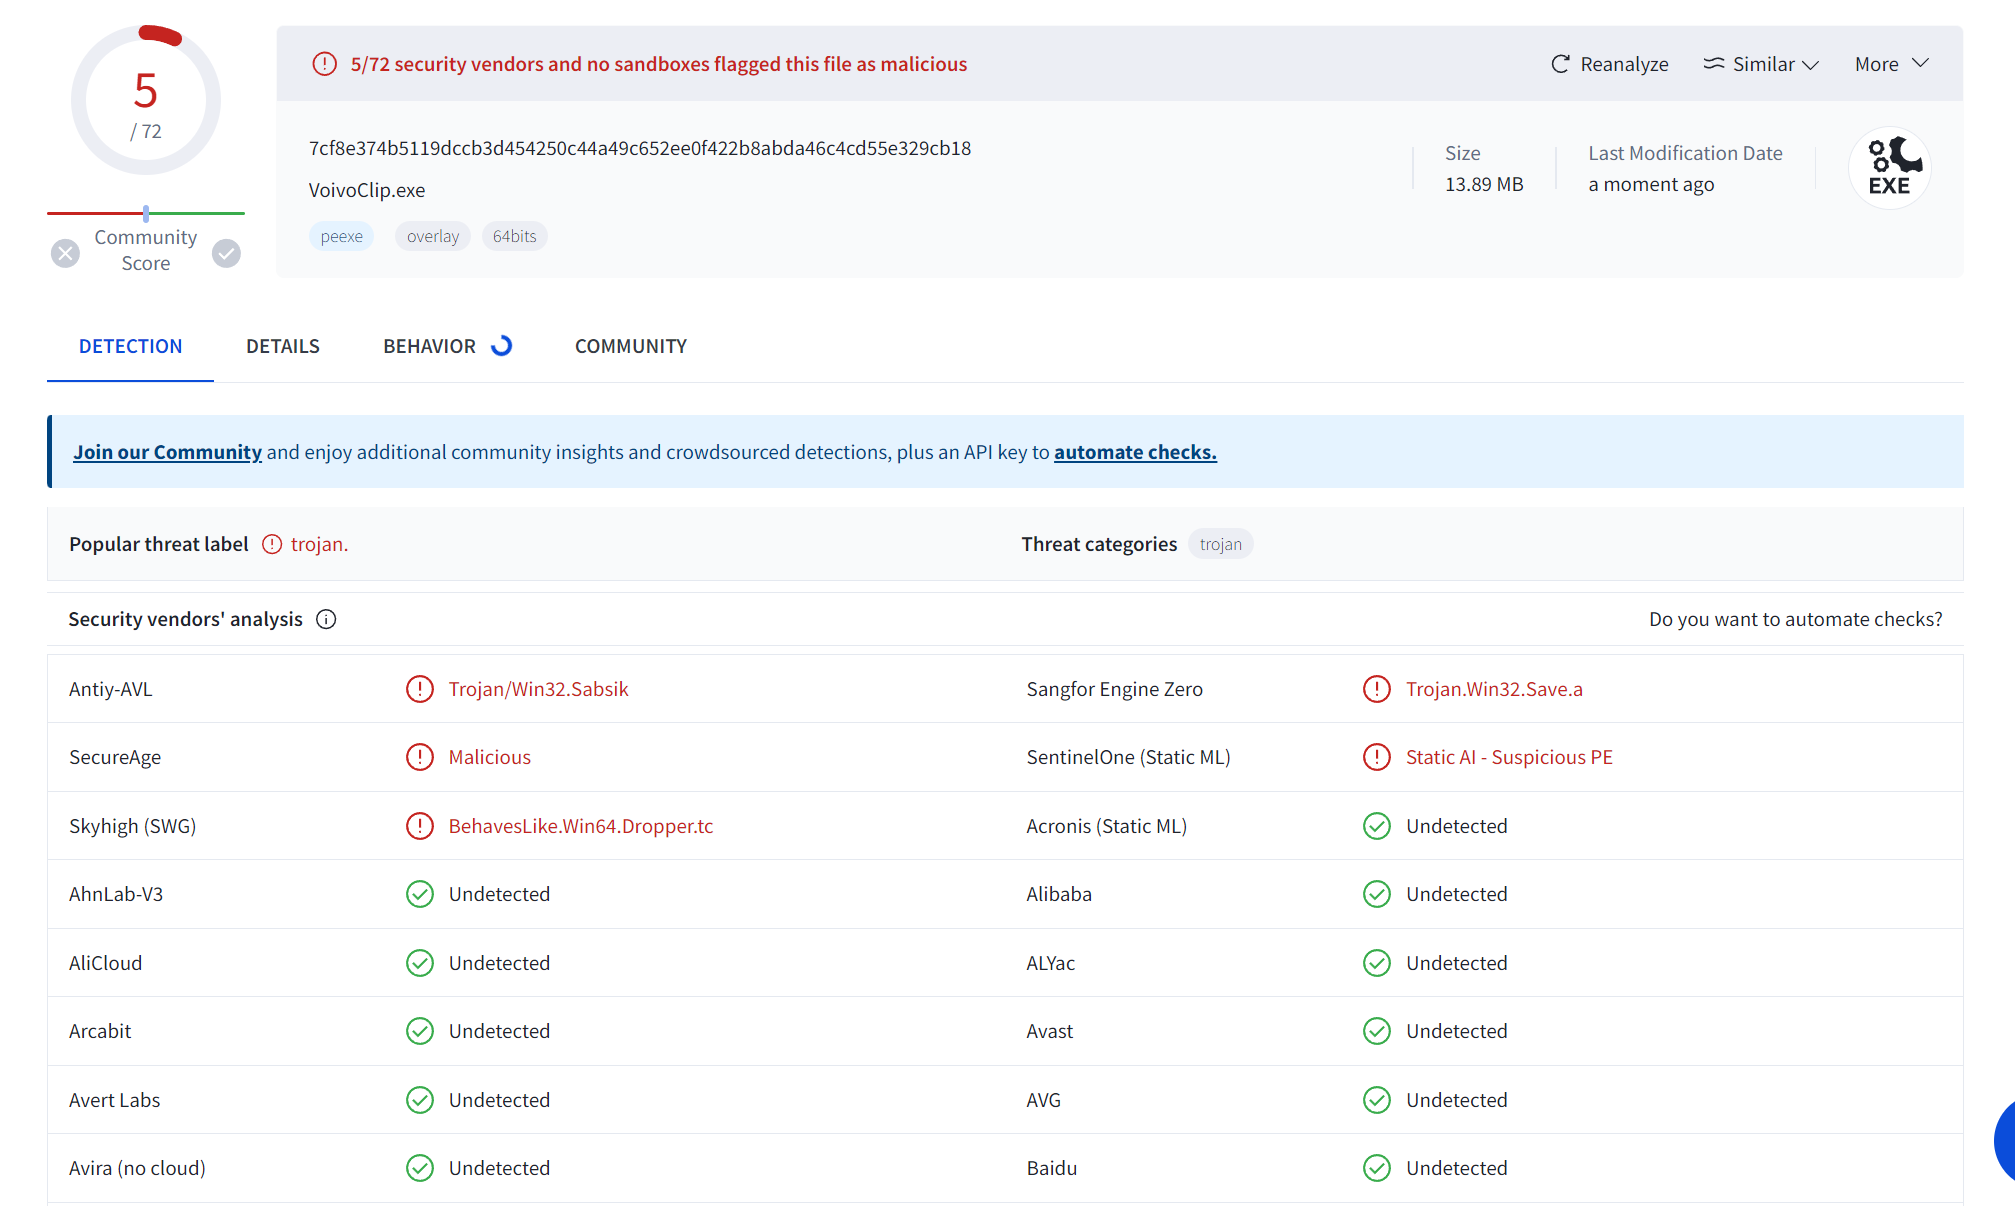 5
/ 72
Community
Score
5/72 security vendors and no sandboxes flagged this file as malicious
Reanalyze
Similar
More
7cf8e374b5119dccb3d454250c44a49c652ee0f422b8abda46c4cd55e329cb18
VoivoClip.exe
peexe
overlay
64bits
Size
13.89 MB
Last Modification Date
a moment ago
EXE
DETECTION
DETAILS
BEHAVIOR
COMMUNITY
Join our Community and enjoy additional community insights and crowdsourced detections, plus an API key to automate checks.
Popular threat label
trojan.
Threat categories
trojan
Security vendors' analysis
Do you want to automate checks?
Antiy-AVL
Trojan/Win32.Sabsik
Sangfor Engine Zero
Trojan.Win32.Save.a
SecureAge
Malicious
SentinelOne (Static ML)
Static AI - Suspicious PE
Skyhigh (SWG)
BehavesLike.Win64.Dropper.tc
Acronis (Static ML)
Undetected
AhnLab-V3
Undetected
Alibaba
Undetected
AliCloud
Undetected
ALYac
Undetected
Arcabit
Undetected
Avast
Undetected
Avert Labs
Undetected
AVG
Undetected
Avira (no cloud)
Undetected
Baidu
Undetected